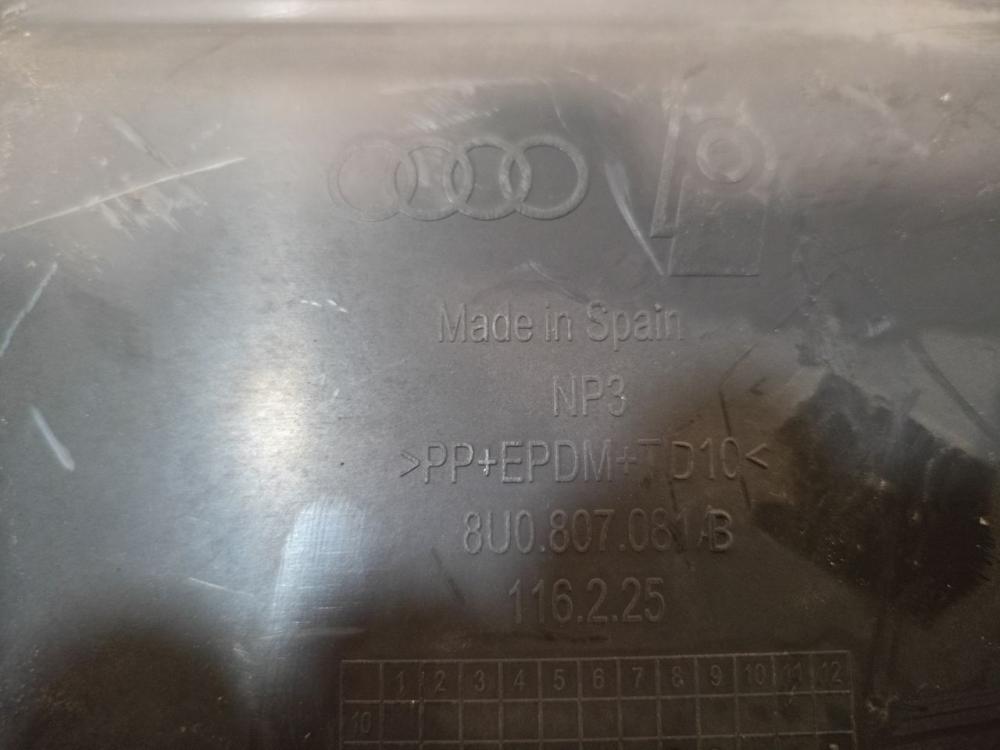 Made in Spain
NP3
>PP+EPDM+TD10<
8U0.807.081/B
116.2.25
1 2 3 4 5 6 7 8 9 10 11 12
10